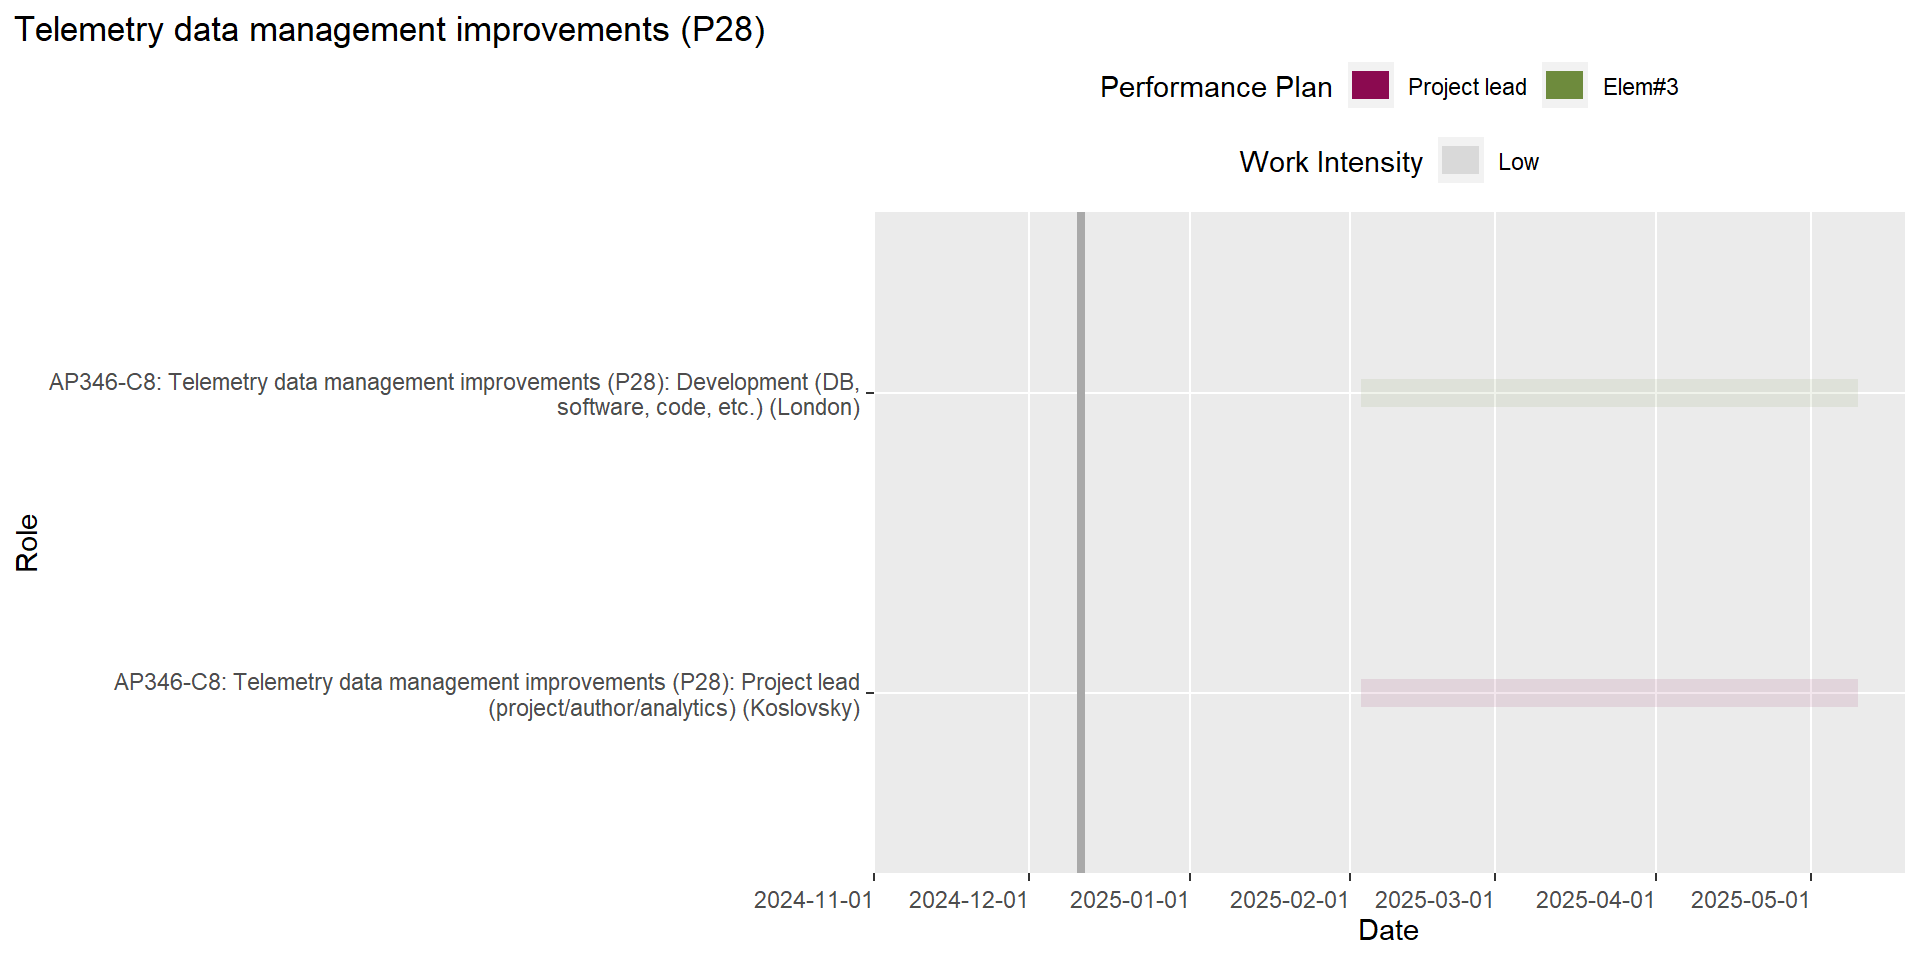 Telemetry data management improvements (P28)
Performance Plan Project lead Elem#3
Work Intensity Low
AP346-C8: Telemetry data management improvements (P28): Development (DB,
software, code, etc.) (London)
Role
AP346-C8: Telemetry data management improvements (P28): Project lead
(project/author/analytics) (Koslovsky)
2024-11-01 2024-12-01 2025-01-01 2025-02-01 2025-03-01 2025-04-01 2025-05-01
Date